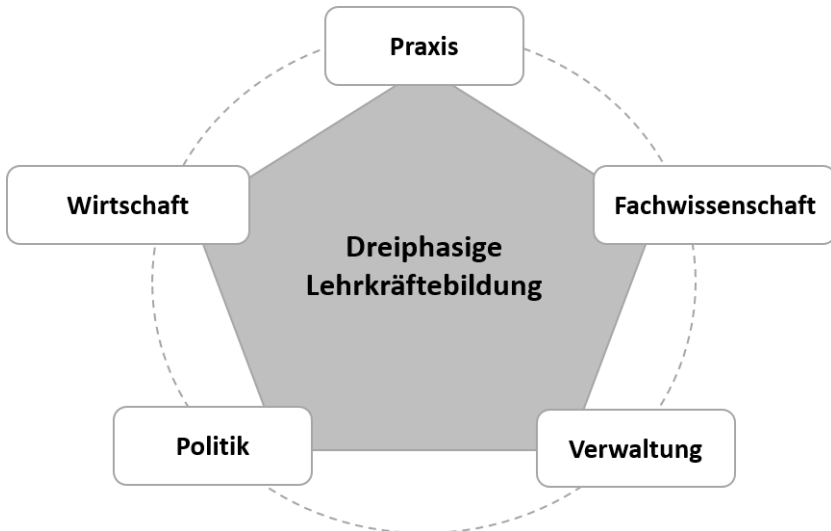 Praxis
Wirtschaft
Fachwissenschaft
Dreiphasige
Lehrkräftebildung
Politik
Verwaltung